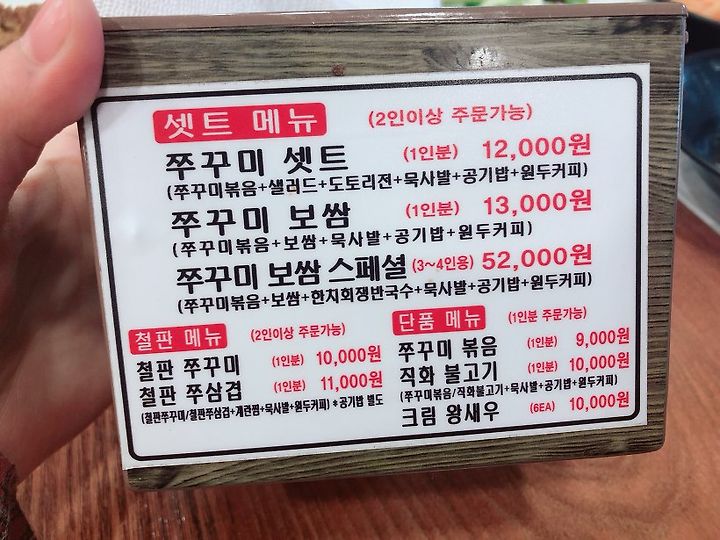 셋트 메뉴 (2인이상 주문가능)
쭈꾸미 셋트 (1인분) 12,000원
(쭈꾸미볶음+샐러드+도토리전+묵사발+공기밥+원두커피)
쭈꾸미 보쌈 (1인분) 13,000원
(쭈꾸미볶음+보쌈+묵사발+공기밥+원두커피)
쭈꾸미 보쌈 스페셜 (3~4인용) 52,000원
(쭈꾸미볶음+보쌈+한치회쟁반국수+묵사발+공기밥+원두커피)
철판 메뉴 (2인이상 주문가능)
철판 쭈꾸미 (1인분) 10,000원
철판 쭈삼겹 (1인분) 11,000원
(철판쭈꾸미/철판쭈삼겹+계란찜+묵사발+원두커피) *공기밥 별도
단품 메뉴 (1인분 주문가능)
쭈꾸미 볶음 (1인분) 9,000원
직화 불고기 (1인분) 10,000원
(쭈꾸미볶음/직화불고기+묵사발+공기밥+원두커피)
크림 왕새우 (6EA) 10,000원